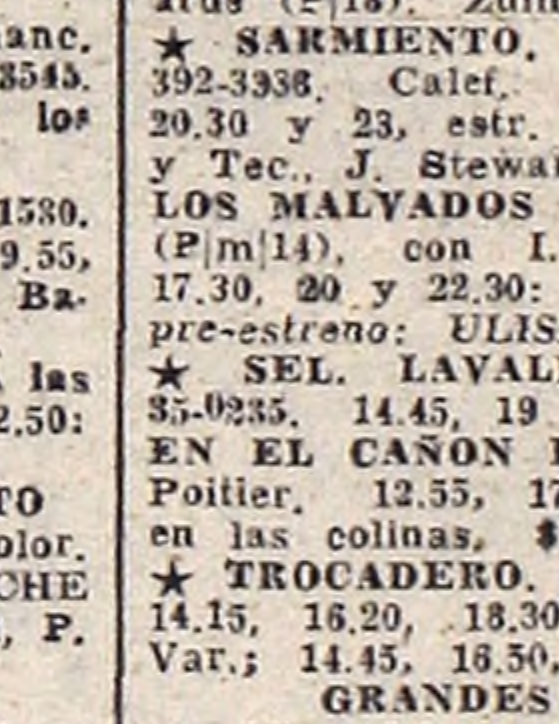 anc.
3545.
los
1530.
9.55,
Ba-
las
2.50:
TO
olor.
CHE
, P.
★ SARMIENTO.
392-3938. Calef.
20.30 y 23, estr.
y Tec., J. Stewa
LOS MALVADOS
(P|m|14), con I.
17.30, 20 y 22.30:
pre-estreno: ULIS
★ SEL. LAVAL
35-0235. 14.45, 19
EN EL CAÑON
Poitier. 12.55, 17
en las colinas.
★ TROCADERO.
14.15, 16.20, 18.30
Var.; 14.45, 16.50
GRANDES